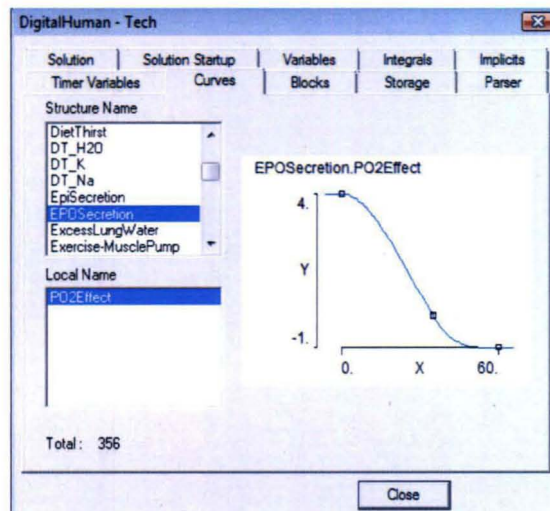 DigitalHuman - Tech
Solution Solution Startup Variables Integrals Implicits
Timer Variables Curves Blocks Storage Parser
Structure Name
DietThirst
DT_H2O
DT_K
DT_Na
EpiSecretion
EPOSecretion
ExcessLungWater
Exercise-MusclePump
EPOSecretion.PO2Effect
4.
Y
-1.
0. X 60.
Local Name
PO2Effect
Total : 356
Close